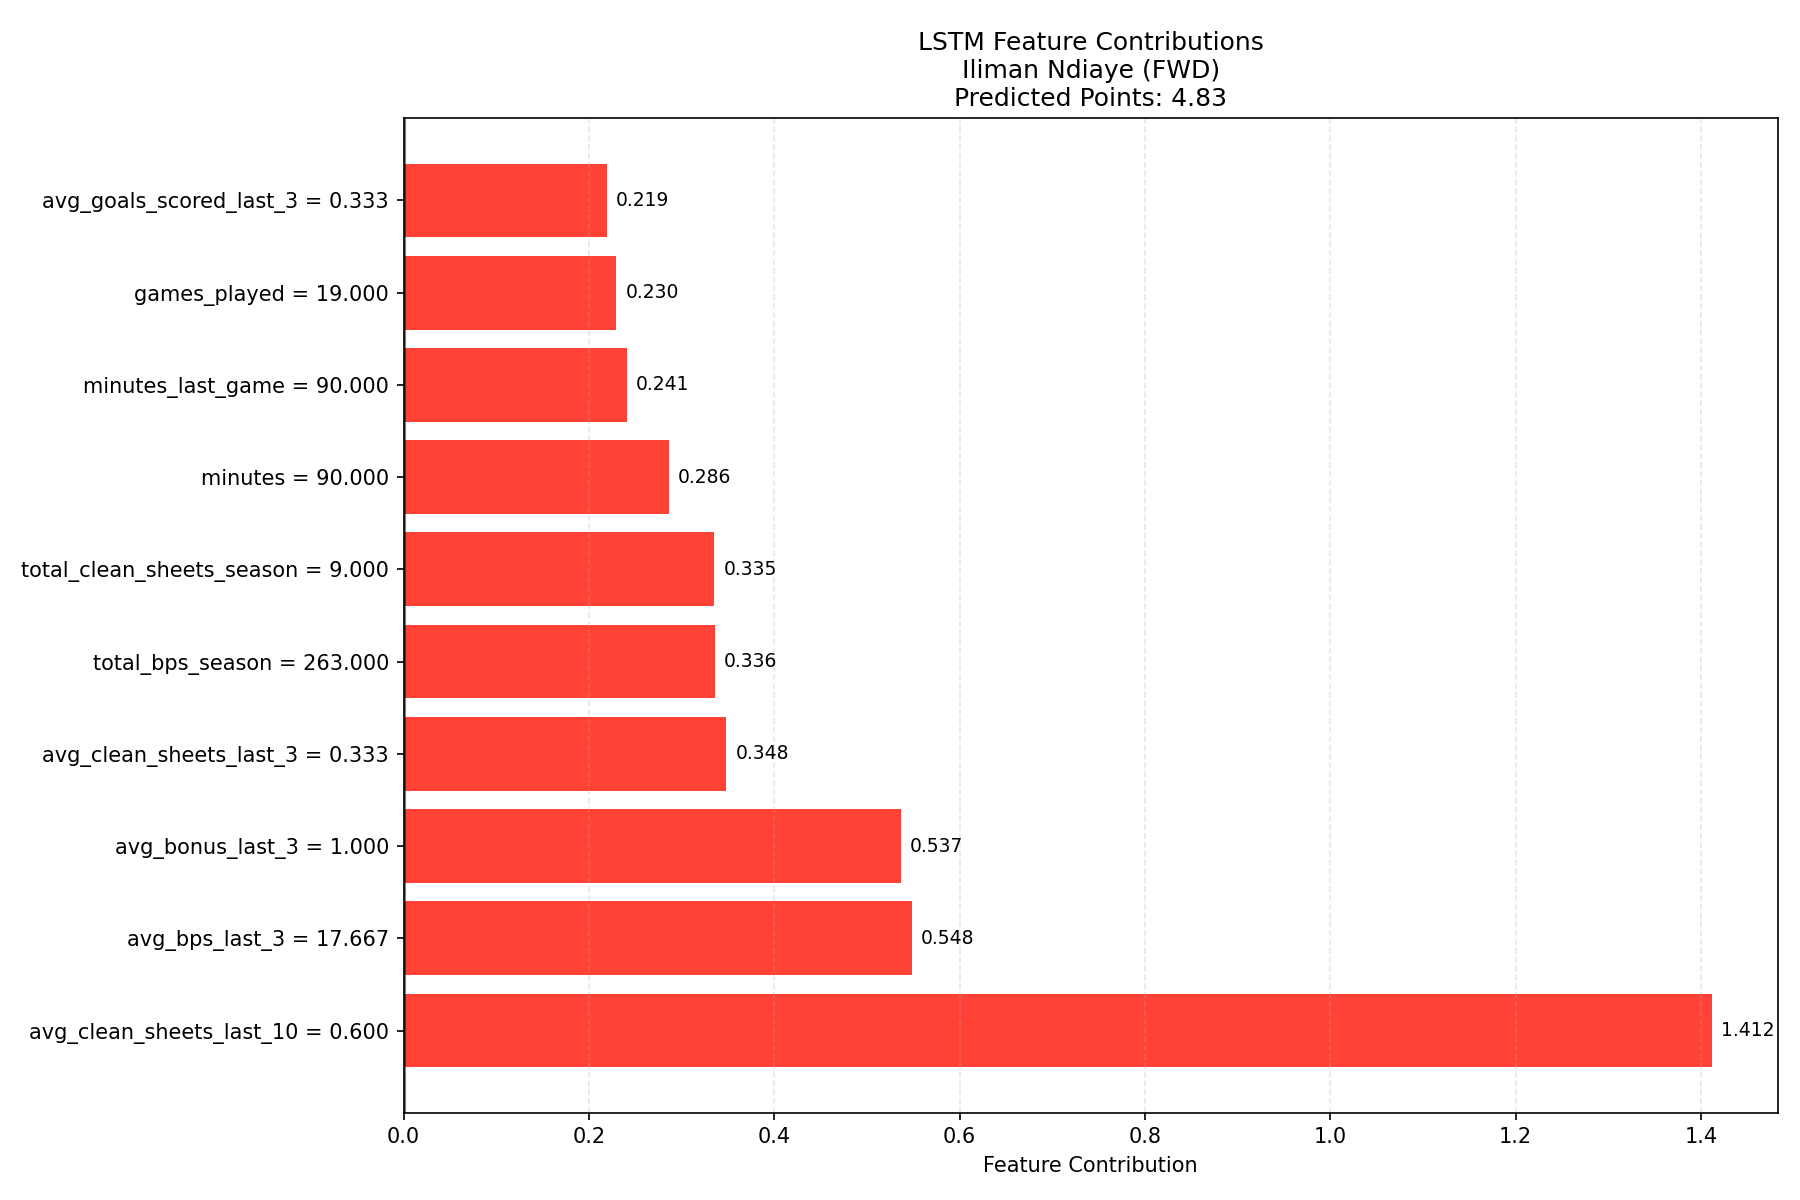 LSTM Feature Contributions
Iliman Ndiaye (FWD)
Predicted Points: 4.83
avg_goals_scored_last_3 = 0.333 0.219
games_played = 19.000 0.230
minutes_last_game = 90.000 0.241
minutes = 90.000 0.286
total_clean_sheets_season = 9.000 0.335
total_bps_season = 263.000 0.336
avg_clean_sheets_last_3 = 0.333 0.348
avg_bonus_last_3 = 1.000 0.537
avg_bps_last_3 = 17.667 0.548
avg_clean_sheets_last_10 = 0.600 1.412
0.0 0.2 0.4 0.6 0.8 1.0 1.2 1.4
Feature Contribution